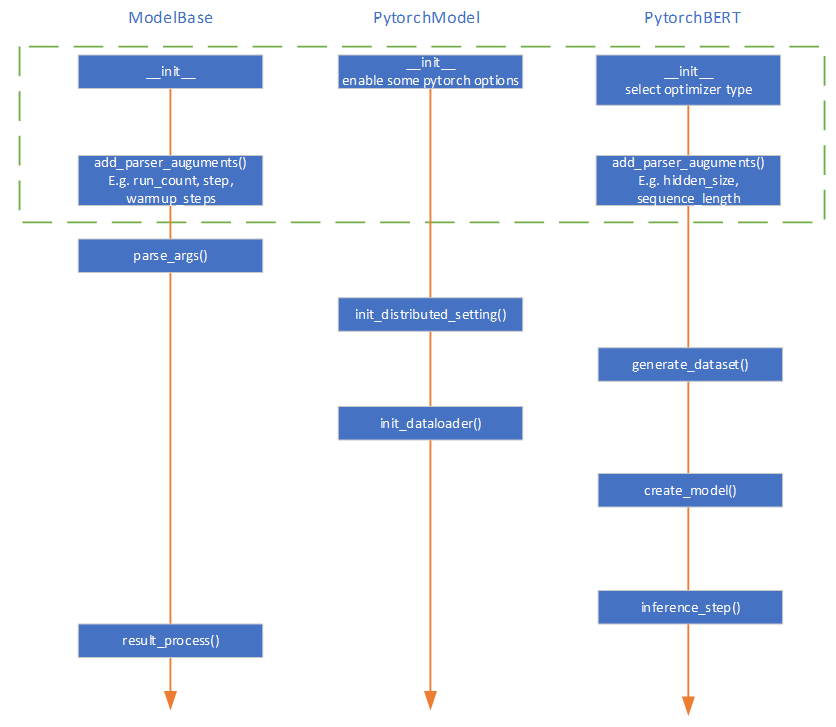 ModelBase
PytorchModel
PytorchBERT
__init__
__init__
enable some pytorch options
__init__
select optimizer type
add_parser_auguments()
E.g. run_count, step,
warmup_steps
add_parser_auguments()
E.g. hidden_size,
sequence_length
parse_args()
init_distributed_setting()
generate_dataset()
init_dataloader()
create_model()
inference_step()
result_process()